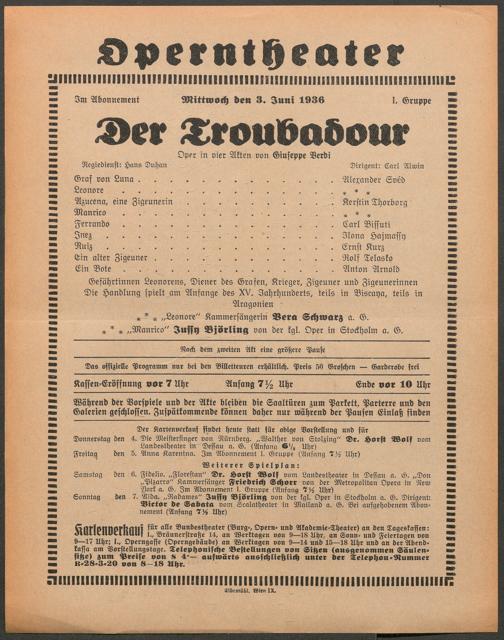 Operntheater
Im Abonnement Mittwoch den 3. Juni 1936 I. Gruppe
Der Troubadour
Oper in vier Akten von Giuseppe Verdi
Regiedienst: Hans Duhan Dirigent: Carl Alwin
Graf von Luna . . . . . . . . . . Alexander Svéd
Leonore . . . . . . . . . . * * *
Azucena, eine Zigeunerin . . . . . . . . . . Kerstin Thorborg
Manrico . . . . . . . . . . * * *
Ferrando . . . . . . . . . . Carl Bissuti
Inez . . . . . . . . . . Ilona Hajmassy
Ruiz . . . . . . . . . . Ernst Kurz
Ein alter Zigeuner . . . . . . . . . . Rolf Telasko
Ein Bote . . . . . . . . . . Anton Arnold
Gefährtinnen Leonorens, Diener des Grafen, Krieger, Zigeuner und Zigeunerinnen
Die Handlung spielt am Anfange des XV. Jahrhunderts, teils in Biscaya, teils in
Aragonien
* * * „Leonore“ Kammersängerin Vera Schwarz a. G.
* * * „Manrico“ Jussy Björling von der kgl. Oper in Stockholm a. G.
Nach dem zweiten Akt eine größere Pause
Das offizielle Programm nur bei den Billetteuren erhältlich. Preis 50 Groschen — Garderobe frei
Kassen-Eröffnung vor 7 Uhr Anfang 7½ Uhr Ende vor 10 Uhr
Während der Vorspiele und der Akte bleiben die Saaltüren zum Parkett, Parterre und den
Galerien geschlossen. Zuspätkommende können daher nur während der Pausen Einlaß finden
Der Kartenverkauf findet heute statt für obige Vorstellung und für
Donnerstag den 4. Die Meistersinger von Nürnberg. „Walther von Stolzing“ Dr. Horst Wolf vom
Landestheater in Dessau a. G. (Anfang 6½ Uhr)
Freitag den 5. Anna Karenina. Im Abonnement I. Gruppe (Anfang 7½ Uhr)
Weiterer Spielplan:
Samstag den 6. Fidelio. „Florestan“ Dr. Horst Wolf vom Landestheater in Dessau a. G. „Don
Pizarro“ Kammersänger Friedrich Schorr von der Metropolitan Opera in New
York a. G. Im Abonnement I. Gruppe (Anfang 7½ Uhr)
Sonntag den 7. Aida. „Radames“ Jussy Björling von der kgl. Oper in Stockholm a. G. Dirigent:
Victor de Sabata vom Scalatheater in Mailand a. G. Bei aufgehobenem Abon-
nement (Anfang 7½ Uhr)
Kartenverkauf für alle Bundestheater (Burg-, Opern- und Akademie-Theater) an den Tageskassen:
I., Bräunerstraße 14, an Werktagen von 9—18 Uhr, an Sonn- und Feiertagen von
9—17 Uhr; I., Operngasse (Operngebäude) an Werktagen von 9—14 und 15—18 Uhr und an der Abend-
kassa am Vorstellungstage. Telephonische Bestellungen von Sitzen (ausgenommen Säulen-
sitze) zum Preise von S 4·— aufwärts ausschließlich unter der Telephon-Nummer
R-28-3-20 von 8—18 Uhr.
Elbemühl, Wien IX.